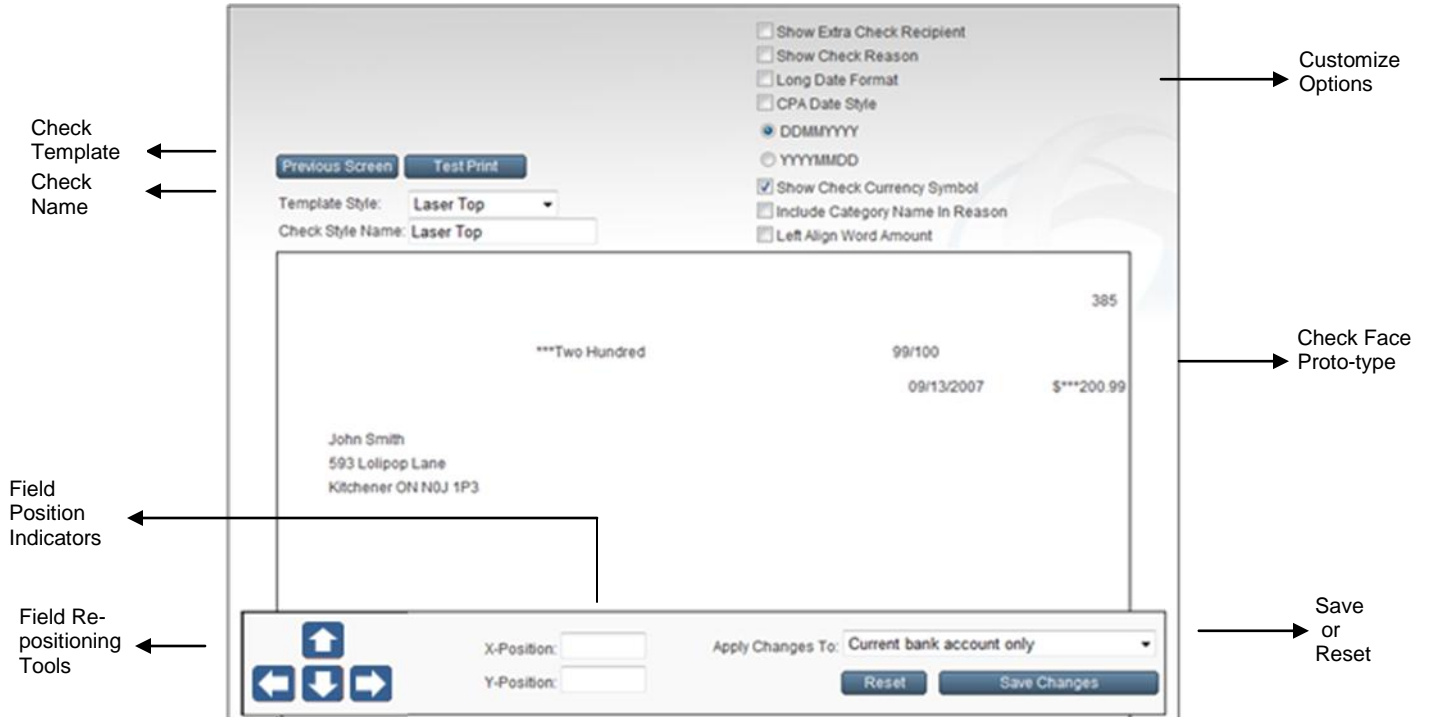 Show Extra Check Recipient
Show Check Reason
Long Date Format
CPA Date Style
DDMMYYYY
YYYYMMDD
Show Check Currency Symbol
Include Category Name In Reason
Left Align Word Amount
Customize
Options
Check
Template
Check
Name
Previous Screen Test Print
Template Style: Laser Top
Check Style Name: Laser Top
385
***Two Hundred 99/100
09/13/2007 $***200.99
Check Face
Proto-type
John Smith
593 Lolipop Lane
Kitchener ON N0J 1P3
Field
Position
Indicators
Field Re-
positioning
Tools
X-Position:
Y-Position:
Apply Changes To: Current bank account only
Reset Save Changes
Save
or
Reset